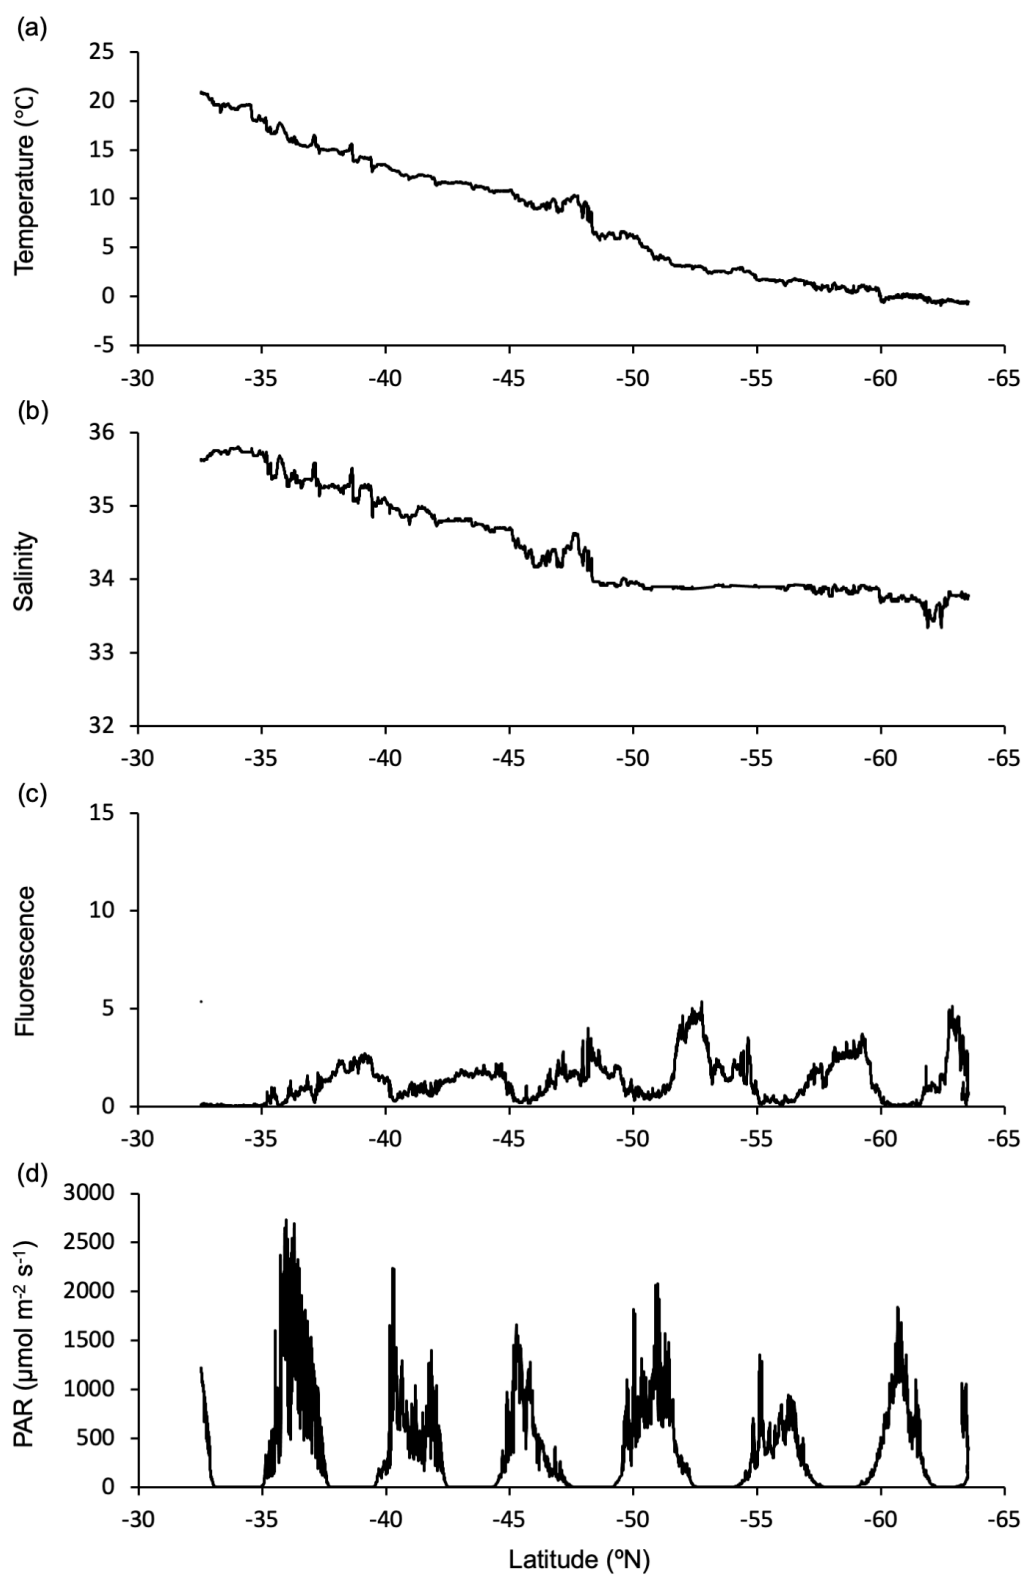 (a)
25
20
15
10
5
0
-5
Temperature (℃)
-30 -35 -40 -45 -50 -55 -60 -65
(b)
36
35
34
33
32
Salinity
-30 -35 -40 -45 -50 -55 -60 -65
(c)
15
10
5
0
Fluorescence
-30 -35 -40 -45 -50 -55 -60 -65
(d)
3000
2500
2000
1500
1000
500
0
PAR (μmol m⁻² s⁻¹)
-30 -35 -40 -45 -50 -55 -60 -65
Latitude (ºN)